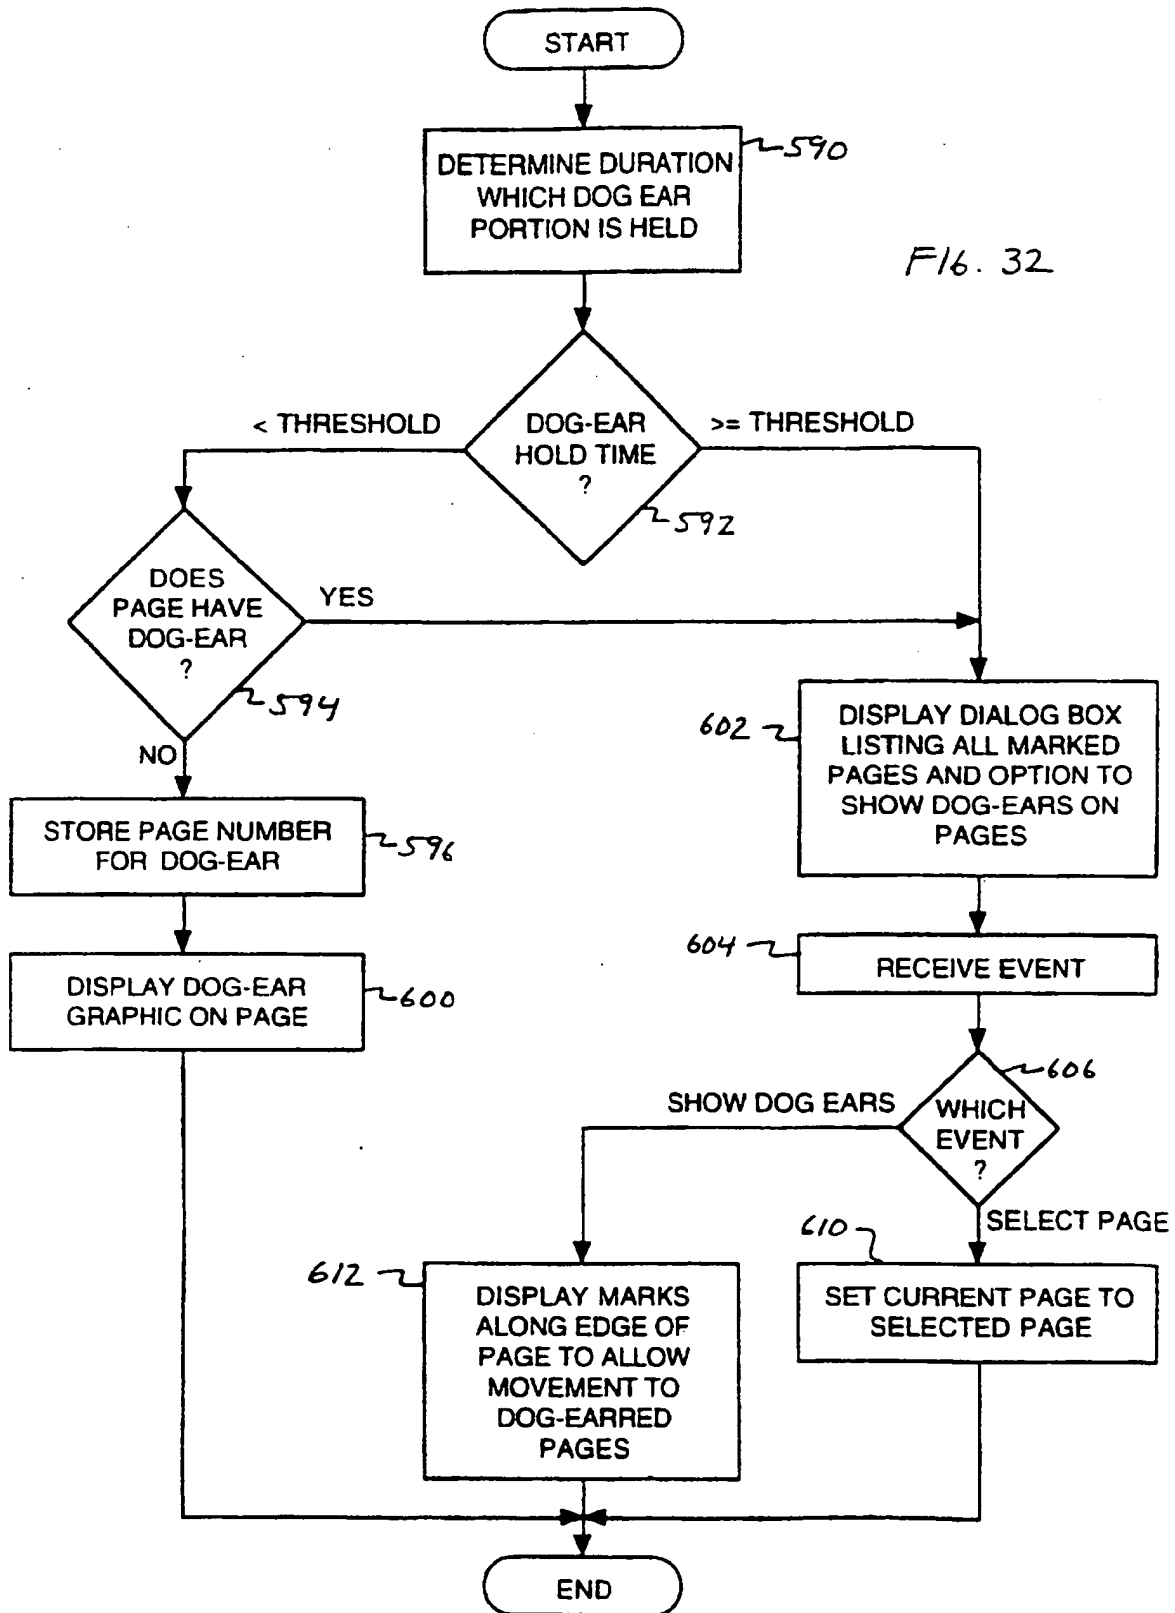 START
DETERMINE DURATION
WHICH DOG EAR
PORTION IS HELD
590
FIG. 32
DOG-EAR
HOLD TIME
?
592
< THRESHOLD
>= THRESHOLD
DOES
PAGE HAVE
DOG-EAR
?
594
YES
NO
STORE PAGE NUMBER
FOR DOG-EAR
596
DISPLAY DOG-EAR
GRAPHIC ON PAGE
600
602
DISPLAY DIALOG BOX
LISTING ALL MARKED
PAGES AND OPTION TO
SHOW DOG-EARS ON
PAGES
604
RECEIVE EVENT
606
WHICH
EVENT
?
SHOW DOG EARS
SELECT PAGE
610
SET CURRENT PAGE TO
SELECTED PAGE
612
DISPLAY MARKS
ALONG EDGE OF
PAGE TO ALLOW
MOVEMENT TO
DOG-EARRED
PAGES
END